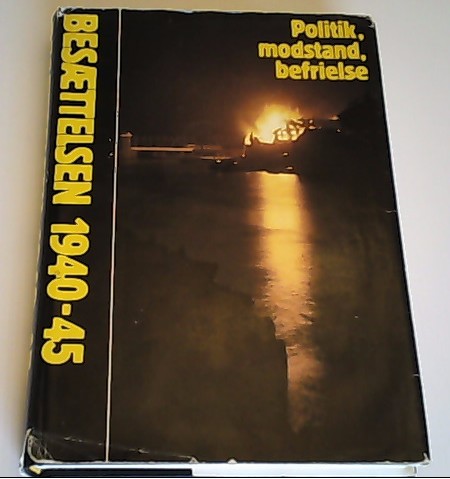 Politik,
modstand,
befrielse
BESÆTTELSEN 1940-45